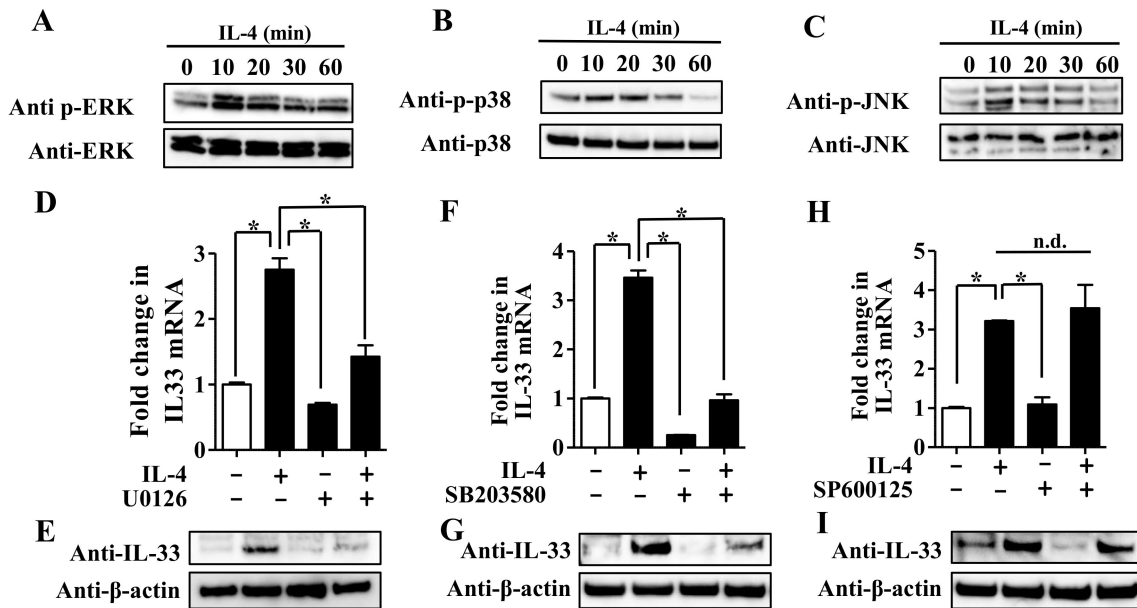 A
IL-4 (min)
0 10 20 30 60
Anti p-ERK
Anti-ERK
B
IL-4 (min)
0 10 20 30 60
Anti-p-p38
Anti-p38
C
IL-4 (min)
0 10 20 30 60
Anti-p-JNK
Anti-JNK
D
Fold change in
IL33 mRNA
3
2
1
0
* * *
IL-4 – + – +
U0126 – – + +
E
Anti-IL-33
Anti-β-actin
F
Fold change in
IL-33 mRNA
4
3
2
1
0
* * *
IL-4 – + – +
SB203580 – – + +
G
Anti-IL-33
Anti-β-actin
H
Fold change in
IL-33 mRNA
5
4
3
2
1
0
n.d.
* *
IL-4 – + – +
SP600125 – – + +
I
Anti-IL-33
Anti-β-actin